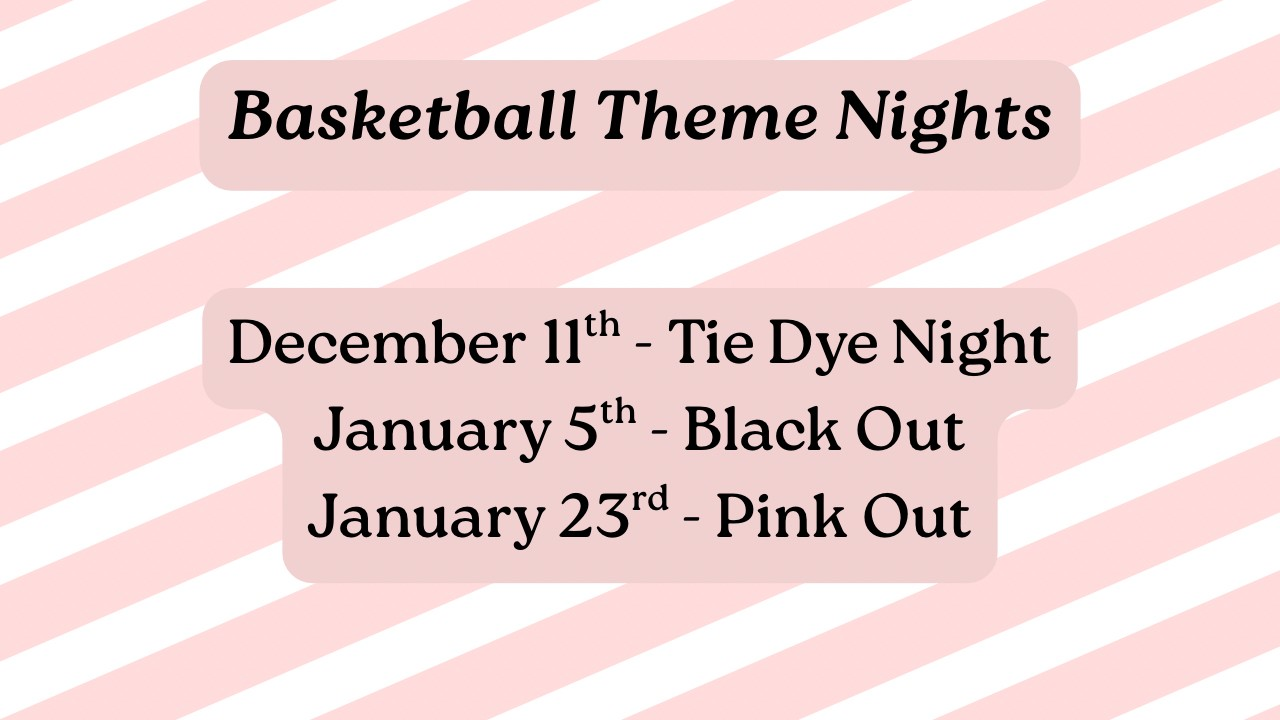 Basketball Theme Nights
December 11th - Tie Dye Night
January 5th - Black Out
January 23rd - Pink Out